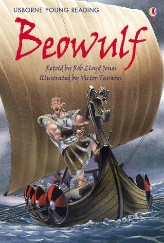 USBORNE YOUNG READING
Beowulf
Retold by Rob Lloyd Jones
Illustrated by Victor Tavares